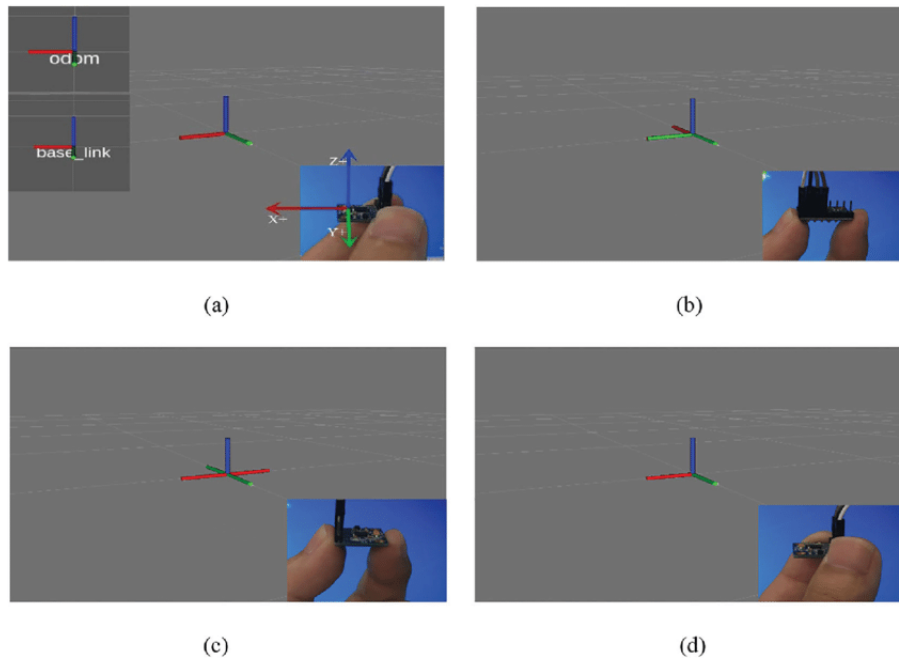 odom
base_link
Z+
X+
Y+
(a)
(b)
(c)
(d)